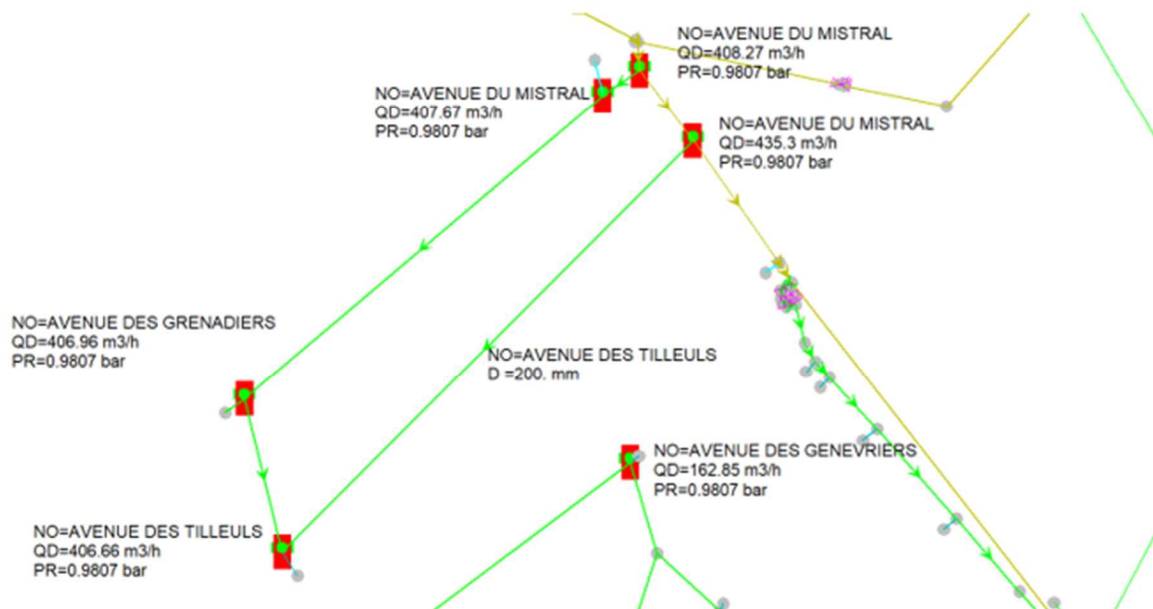 NO=AVENUE DU MISTRAL
QD=408.27 m3/h
PR=0.9807 bar
NO=AVENUE DU MISTRAL
QD=407.67 m3/h
PR=0.9807 bar
NO=AVENUE DU MISTRAL
QD=435.3 m3/h
PR=0.9807 bar
NO=AVENUE DES GRENADIERS
QD=406.96 m3/h
PR=0.9807 bar
NO=AVENUE DES TILLEULS
D =200. mm
NO=AVENUE DES GENEVRIERS
QD=162.85 m3/h
PR=0.9807 bar
NO=AVENUE DES TILLEULS
QD=406.66 m3/h
PR=0.9807 bar